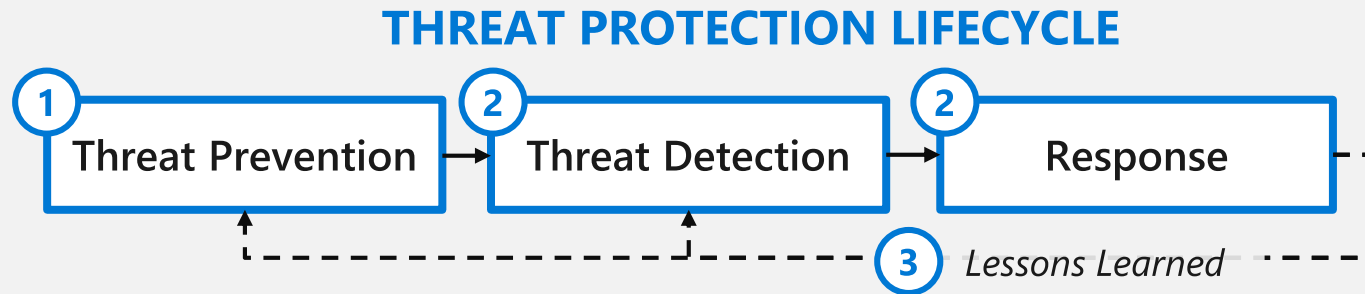 THREAT PROTECTION LIFECYCLE
1
Threat Prevention
2
Threat Detection
2
Response
3
Lessons Learned